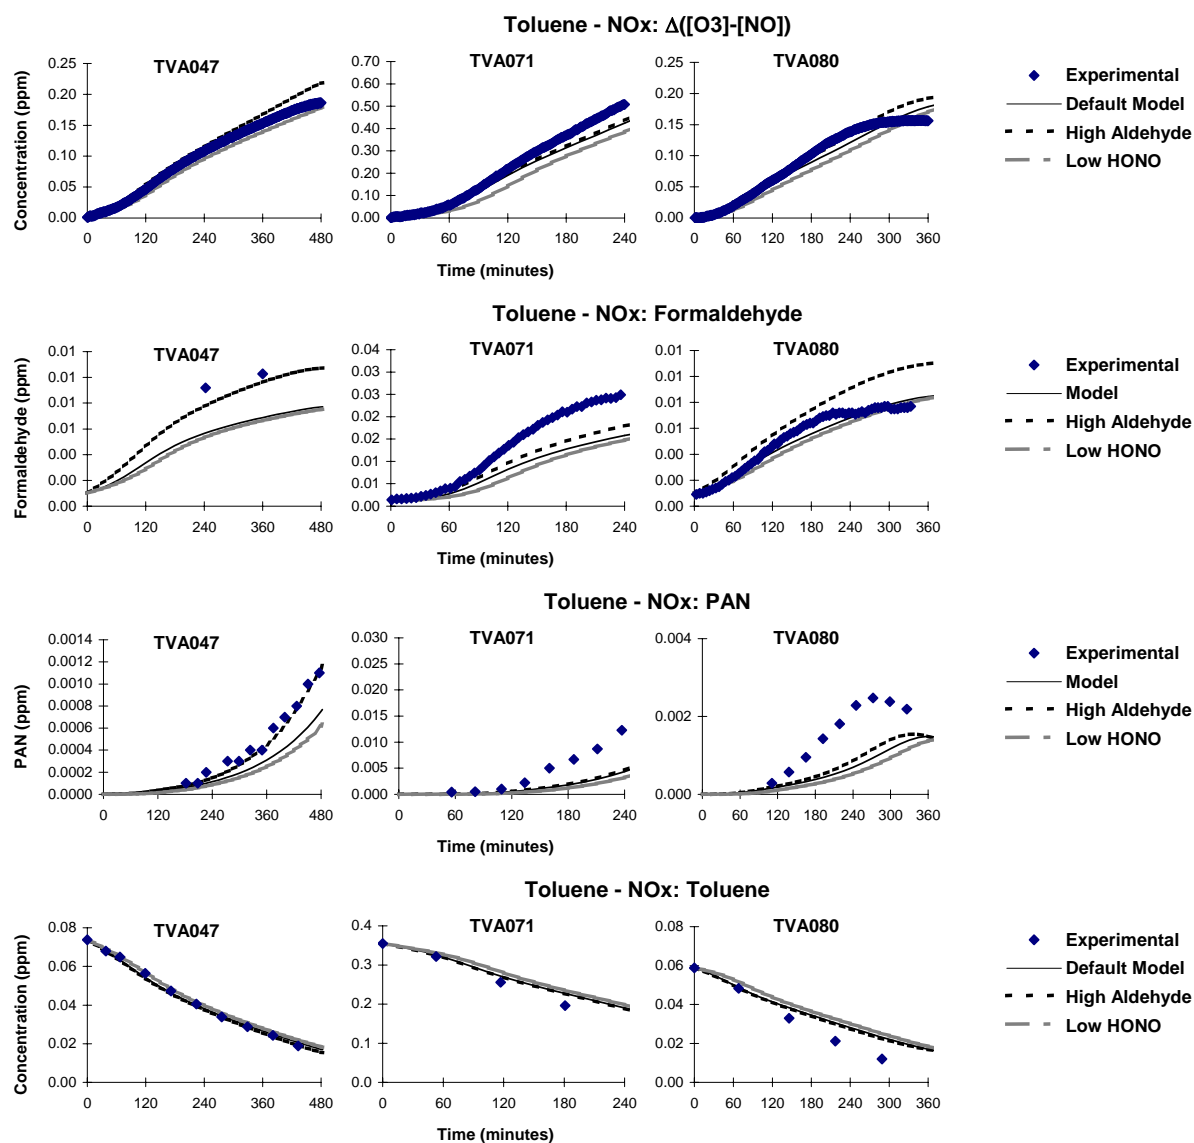 Toluene - NOx: Δ([O3]-[NO])
Concentration (ppm)
TVA047
0.25
0.20
0.15
0.10
0.05
0.00
0 120 240 360 480
TVA071
0.70
0.60
0.50
0.40
0.30
0.20
0.10
0.00
0 60 120 180 240
TVA080
0.25
0.20
0.15
0.10
0.05
0.00
0 60 120 180 240 300 360
Time (minutes)
Experimental
Default Model
High Aldehyde
Low HONO
Toluene - NOx: Formaldehyde
Formaldehyde (ppm)
TVA047
0.01
0.01
0.01
0.01
0.00
0.00
0.00
0 120 240 360 480
TVA071
0.04
0.03
0.03
0.02
0.02
0.01
0.01
0.00
0 60 120 180 240
TVA080
0.01
0.01
0.01
0.01
0.00
0.00
0.00
0 60 120 180 240 300 360
Time (minutes)
Experimental
Model
High Aldehyde
Low HONO
Toluene - NOx: PAN
PAN (ppm)
TVA047
0.0014
0.0012
0.0010
0.0008
0.0006
0.0004
0.0002
0.0000
0 120 240 360 480
TVA071
0.030
0.025
0.020
0.015
0.010
0.005
0.000
0 60 120 180 240
TVA080
0.004
0.002
0.000
0 60 120 180 240 300 360
Time (minutes)
Experimental
Model
High Aldehyde
Low HONO
Toluene - NOx: Toluene
Concentration (ppm)
TVA047
0.08
0.06
0.04
0.02
0.00
0 120 240 360 480
TVA071
0.4
0.3
0.2
0.1
0.0
0 60 120 180 240
TVA080
0.08
0.06
0.04
0.02
0.00
0 60 120 180 240 300 360
Time (minutes)
Experimental
Default Model
High Aldehyde
Low HONO